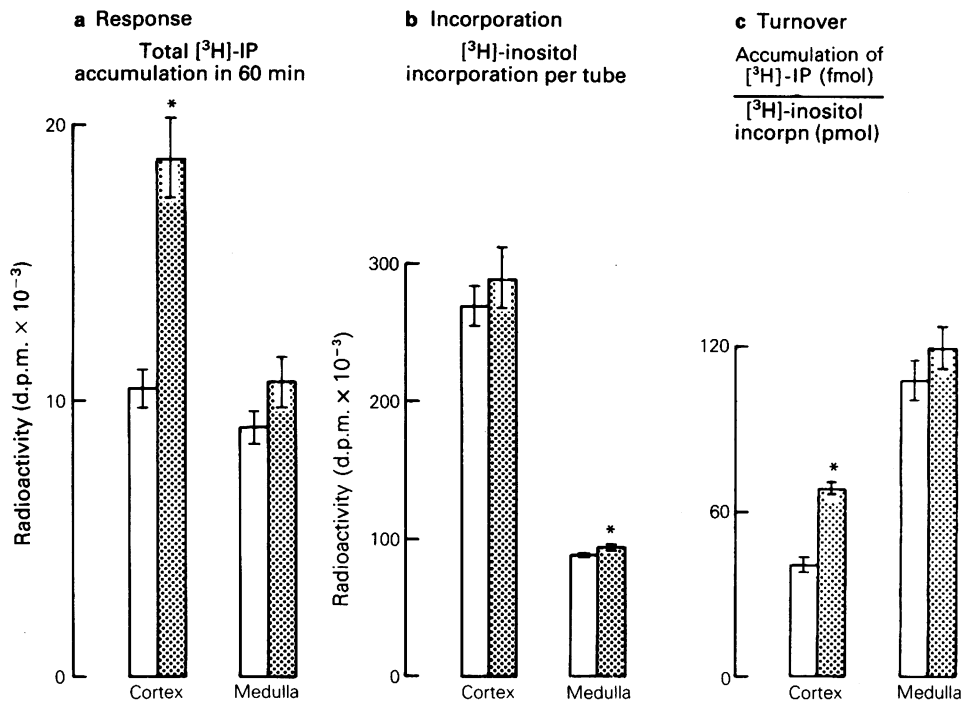 a Response
Total [³H]-IP
accumulation in 60 min
Radioactivity (d.p.m. × 10⁻³)
20
10
0
*
Cortex
Medulla
b Incorporation
[³H]-inositol
incorporation per tube
Radioactivity (d.p.m. × 10⁻³)
300
200
100
0
*
Cortex
Medulla
c Turnover
Accumulation of
[³H]-IP (fmol)
[³H]-inositol
incorpn (pmol)
120
60
0
*
Cortex
Medulla